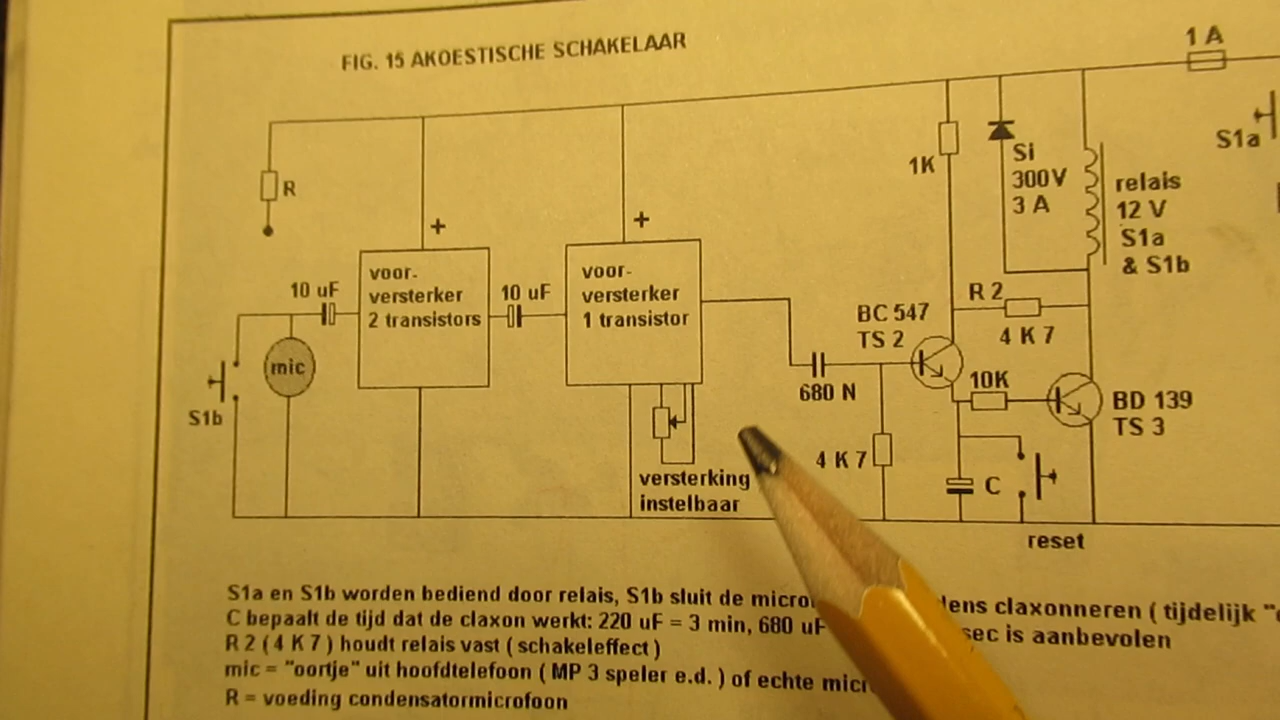 FIG. 15 AKOESTISCHE SCHAKELAAR
1 A
S1a
R
1K
Si
300V
3 A
relais
12 V
S1a
& S1b
+
+
10 uF
voor-
versterker
2 transistors
10 uF
voor-
versterker
1 transistor
mic
S1b
BC 547
TS 2
R 2
4 K 7
680 N
10K
BD 139
TS 3
4 K 7
C
versterking
instelbaar
reset
S1a en S1b worden bediend door relais, S1b sluit de claxonneren ( tijdelijk
C bepaalt de tijd dat de claxon werkt: 220 uF = 3 min, 680 uF sec is aanbevolen
R 2 ( 4 K 7 ) houdt relais vast ( schakeleffect )
mic = "oortje" uit hoofdtelefoon ( MP 3 speler e.d. ) of echte
R = voeding condensatormicrofoon